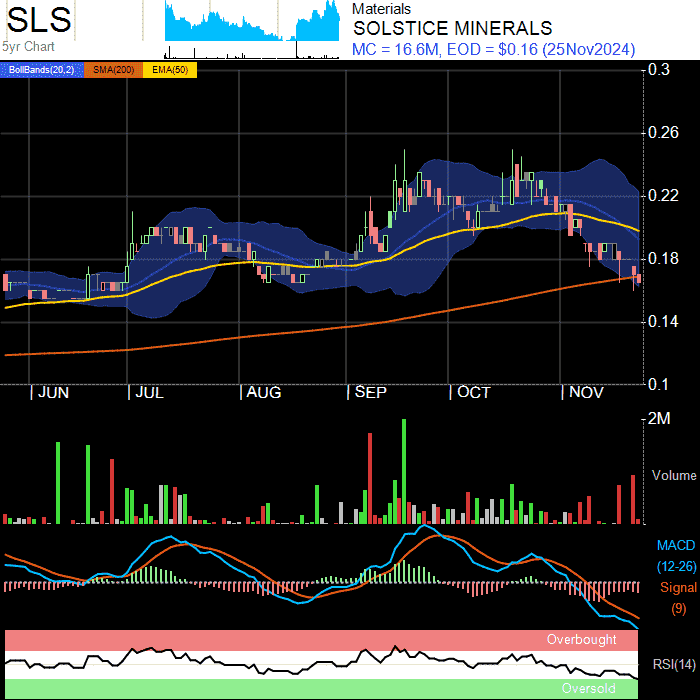 SLS
5yr Chart
Materials
SOLSTICE MINERALS
MC = 16.6M, EOD = $0.16 (25Nov2024)
BollBands(20,2) SMA(200) EMA(50)
0.3
0.26
0.22
0.18
0.14
0.1
JUN JUL AUG SEP OCT NOV
2M
Volume
MACD
(12-26)
Signal
(9)
Overbought
RSI(14)
Oversold